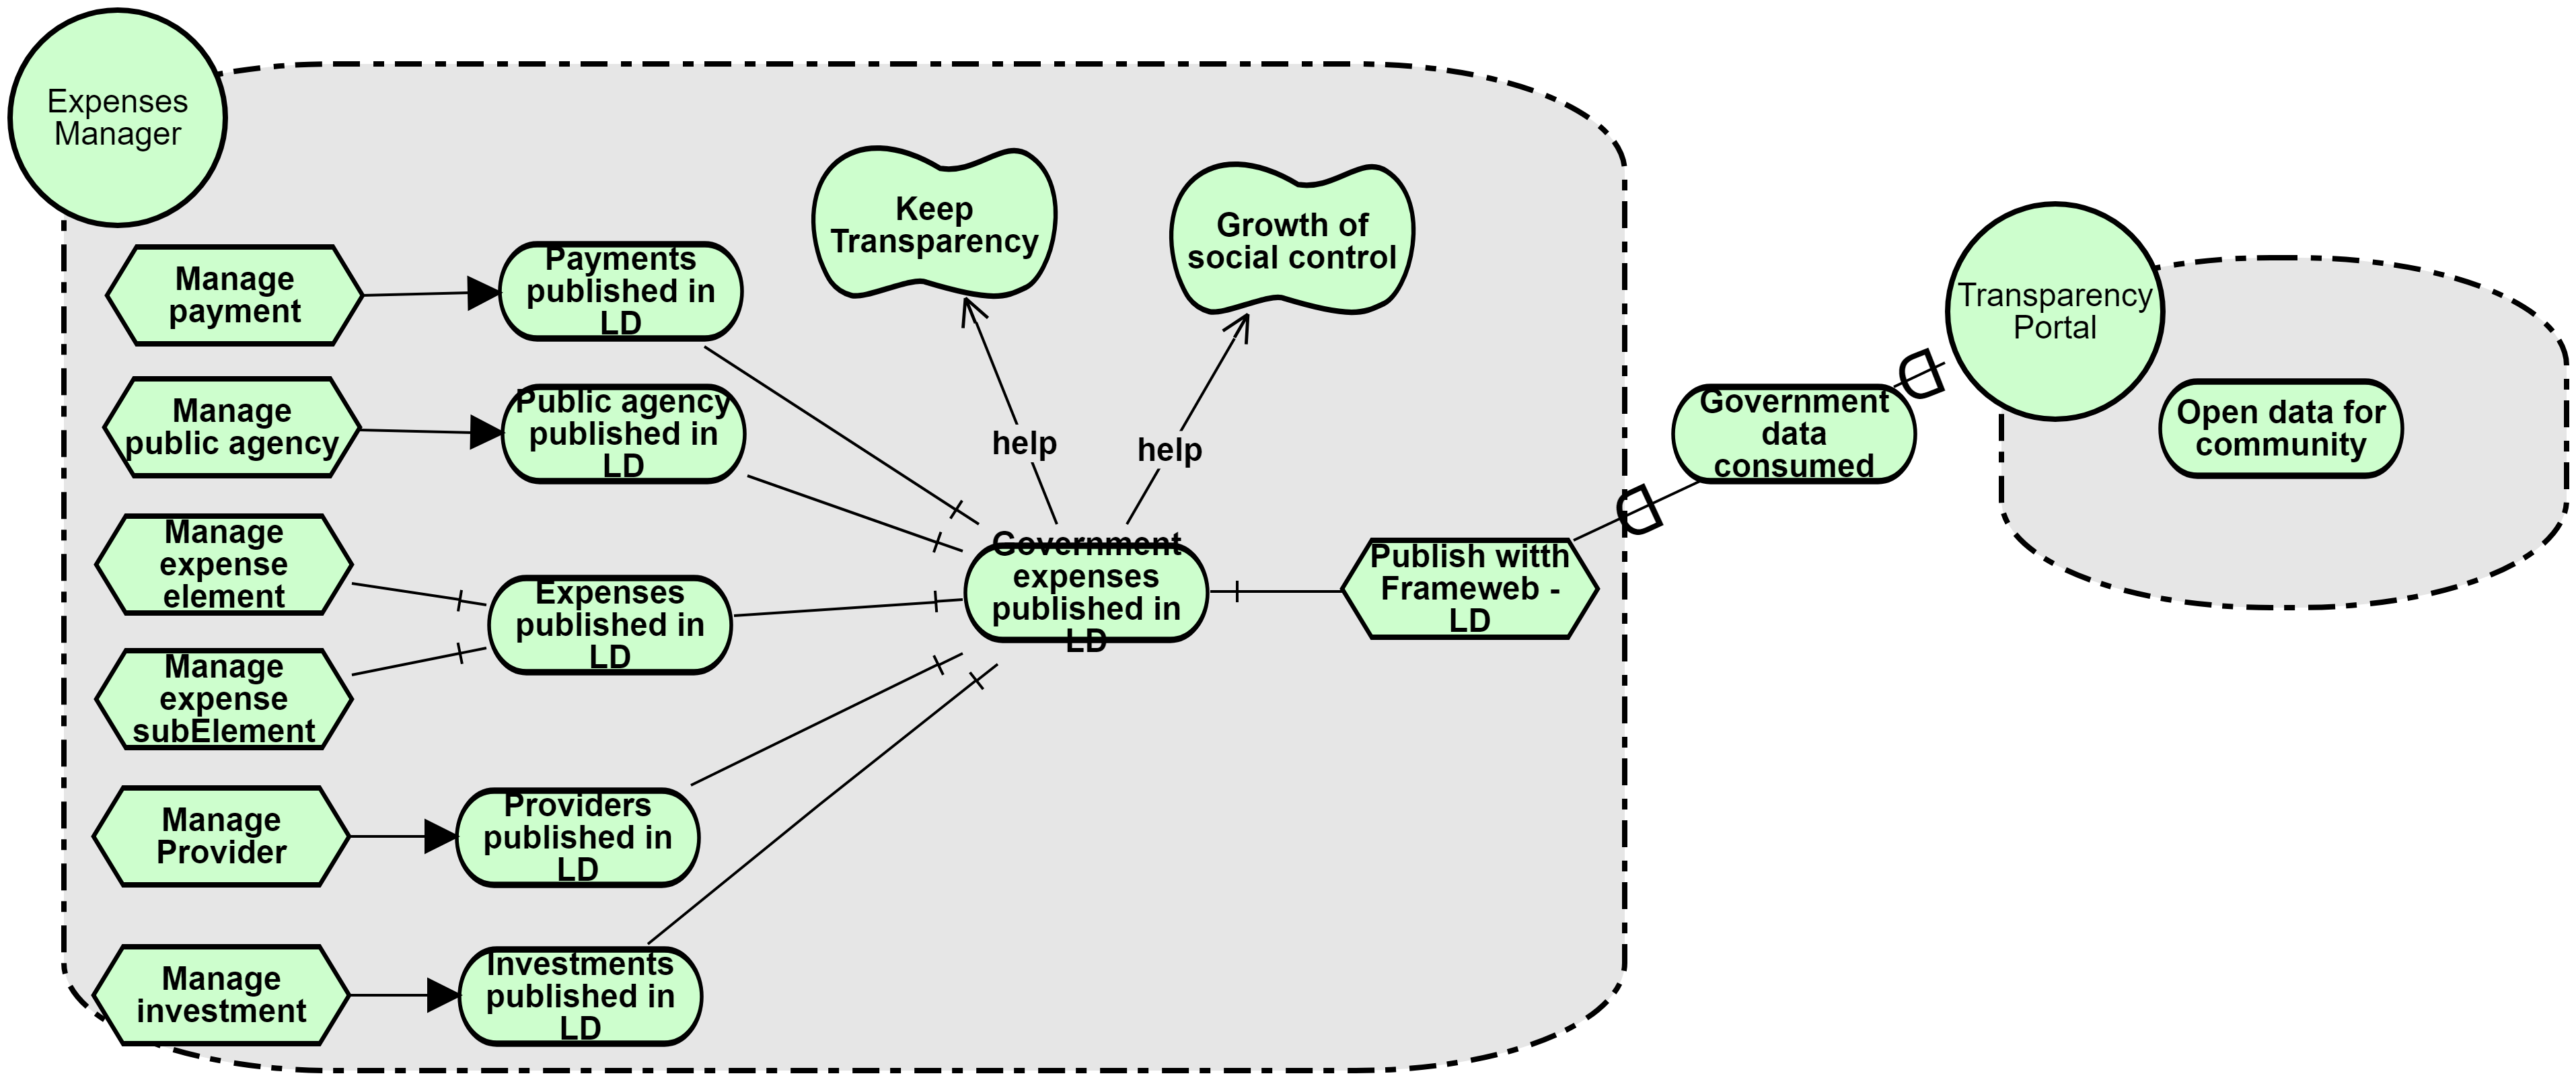 Expenses
Manager
Keep
Transparency
Growth of
social control
Manage
payment
Payments
published in
LD
Manage
public agency
Public agency
published in
LD
help
help
Manage
expense
element
Manage
expense
subElement
Expenses
published in
LD
Government
expenses
published in
LD
Publish witth
Frameweb -
LD
Government
data
consumed
Transparency
Portal
Open data for
community
Manage
Provider
Providers
published in
LD
Manage
investment
Investments
published in
LD